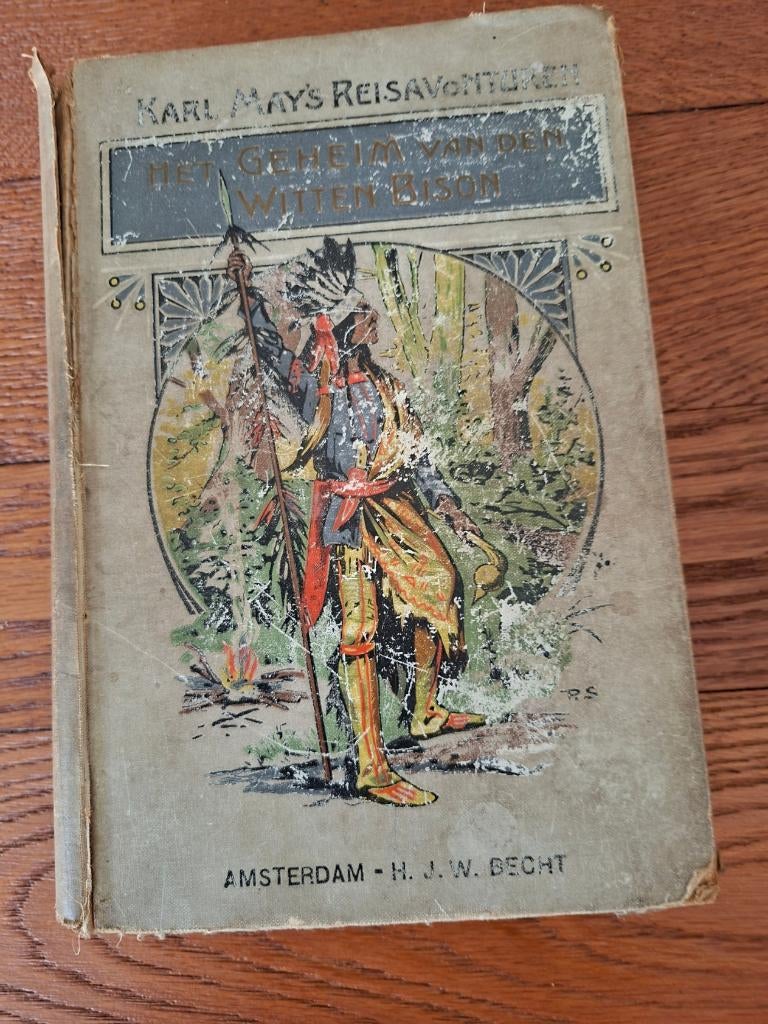 KARL MAY'S REISAVONTUREN
HET GEHEIM VAN DEN
WITTEN BISON
P.S
AMSTERDAM - H. J. W. BECHT